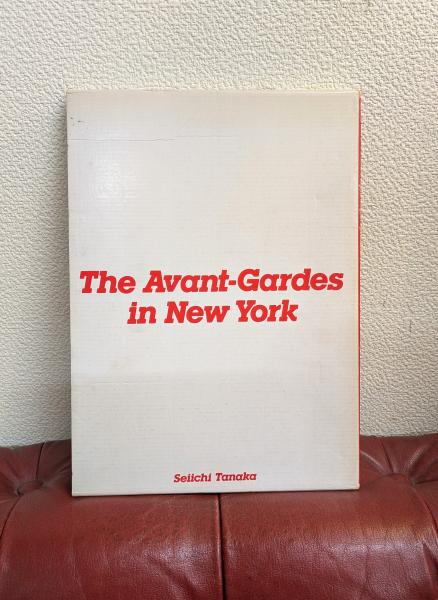 The Avant-Gardes
in New York
Seiichi Tanaka